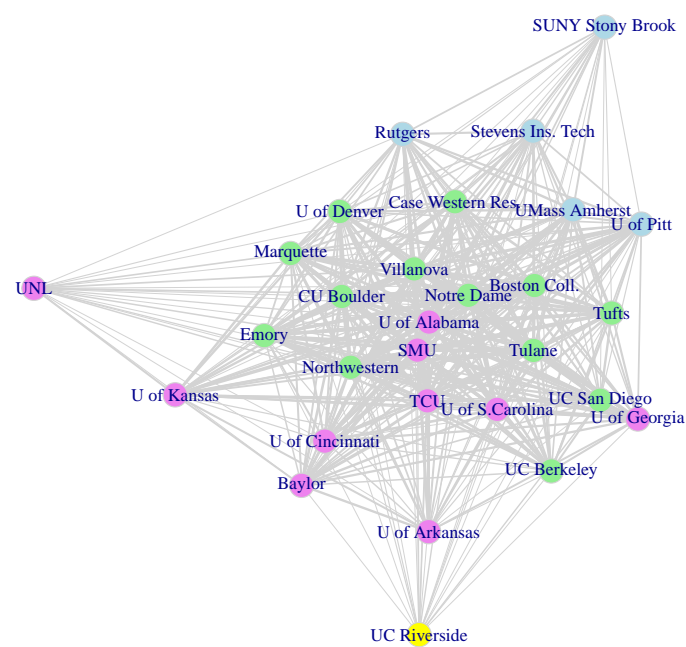 SUNY Stony Brook
Rutgers
Stevens Ins. Tech
Case Western Res.
U of Denver
UMass Amherst
U of Pitt
Marquette
Villanova
UNL
CU Boulder
Notre Dame
Boston Coll.
Tufts
U of Alabama
Emory
SMU
Tulane
Northwestern
U of Kansas
TCU
U of S.Carolina
UC San Diego
U of Georgia
U of Cincinnati
UC Berkeley
Baylor
U of Arkansas
UC Riverside